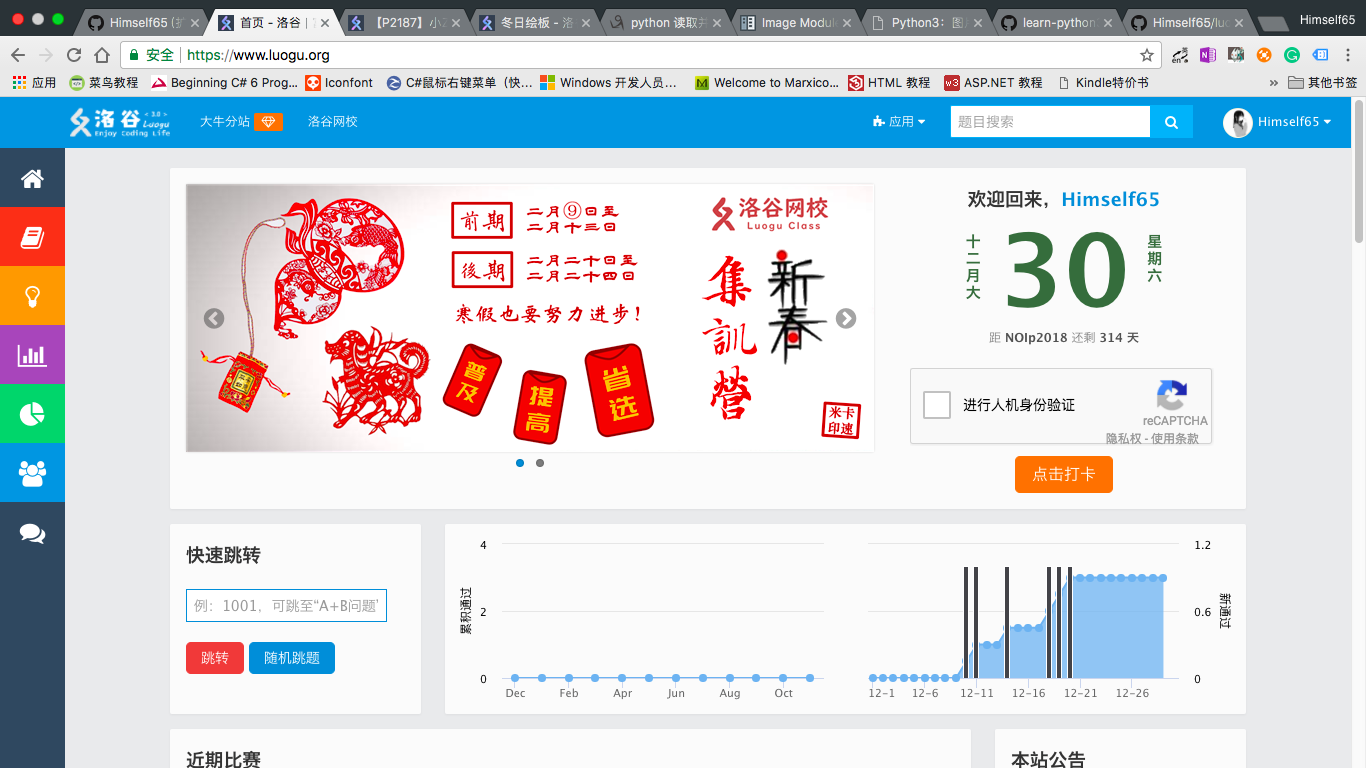 Himself65 (扩
首页 - 洛谷 |
【P2187】小Z
冬日绘板 - 洛
python 读取并
Image Modul
Python3：图片
learn-python
Himself65/luo
Himself65
安全 https://www.luogu.org
应用 菜鸟教程 Beginning C# 6 Prog... Iconfont C#鼠标右键菜单（快... Windows 开发人员... Welcome to Marxico... HTML 教程 ASP.NET 教程 Kindle特价书 » 其他书签
洛谷 < 3.0 > Luogu
Enjoy Coding Life
大牛分站 洛谷网校 应用 题目搜索 Himself65
前期 二月⑨日至
二月十三日
後期 二月二十日至
二月二十四日
寒假也要努力进步!
普及 提高 省选
洛谷网校
Luogu Class
新春
集訓營
米卡
印速
欢迎回来，Himself65
十二月大
30
星期六
距 NOIp2018 还剩 314 天
进行人机身份验证
reCAPTCHA
隐私权 - 使用条款
点击打卡
快速跳转
例：1001，可跳至“A+B问题”
跳转 随机跳题
累积通过
4
2
0
Dec Feb Apr Jun Aug Oct
12-1 12-6 12-11 12-16 12-21 12-26
1.2
0.6
0
新通过
近期比赛
本站公告